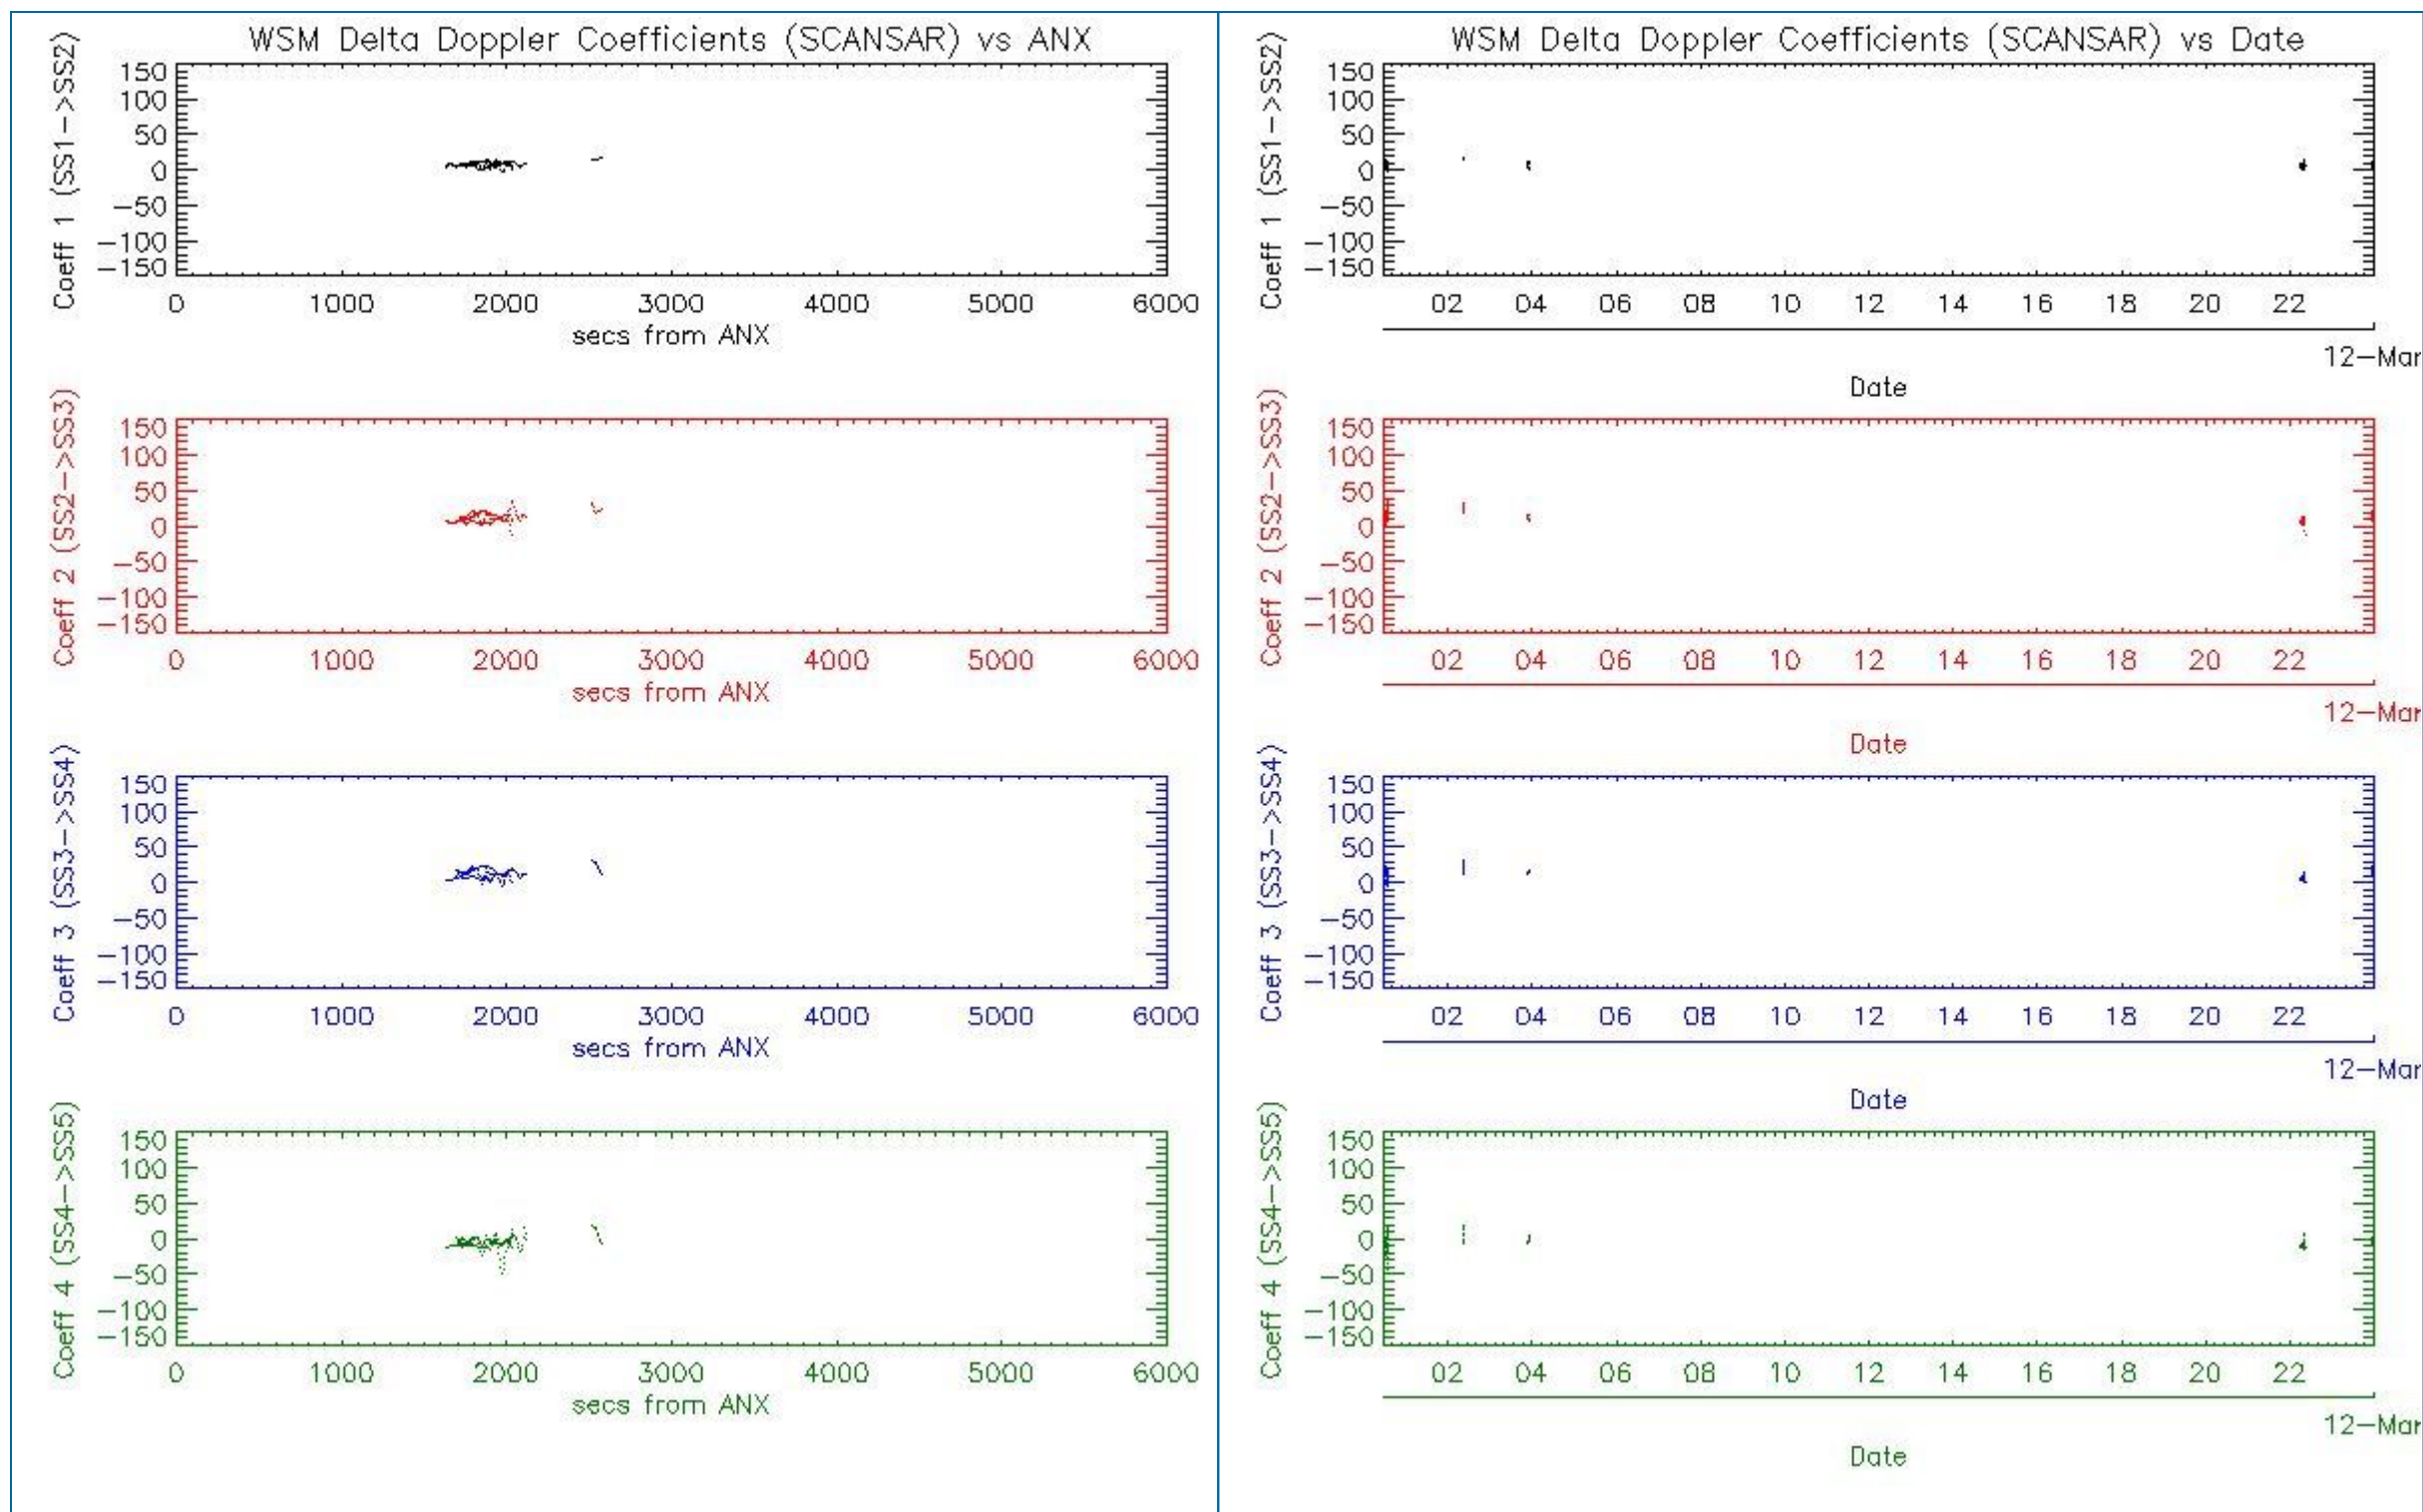 WSM Delta Doppler Coefficients (SCANSAR) vs ANX
Coeff 1 (SS1->SS2)
150
100
50
0
-50
-100
-150
0 1000 2000 3000 4000 5000 6000
secs from ANX
Coeff 2 (SS2->SS3)
150
100
50
0
-50
-100
-150
0 1000 2000 3000 4000 5000 6000
secs from ANX
Coeff 3 (SS3->SS4)
150
100
50
0
-50
-100
-150
0 1000 2000 3000 4000 5000 6000
secs from ANX
Coeff 4 (SS4->SS5)
150
100
50
0
-50
-100
-150
0 1000 2000 3000 4000 5000 6000
secs from ANX
WSM Delta Doppler Coefficients (SCANSAR) vs Date
Coeff 1 (SS1->SS2)
150
100
50
0
-50
-100
-150
02 04 06 08 10 12 14 16 18 20 22
12-Mar
Date
Coeff 2 (SS2->SS3)
150
100
50
0
-50
-100
-150
02 04 06 08 10 12 14 16 18 20 22
12-Mar
Date
Coeff 3 (SS3->SS4)
150
100
50
0
-50
-100
-150
02 04 06 08 10 12 14 16 18 20 22
12-Mar
Date
Coeff 4 (SS4->SS5)
150
100
50
0
-50
-100
-150
02 04 06 08 10 12 14 16 18 20 22
12-Mar
Date